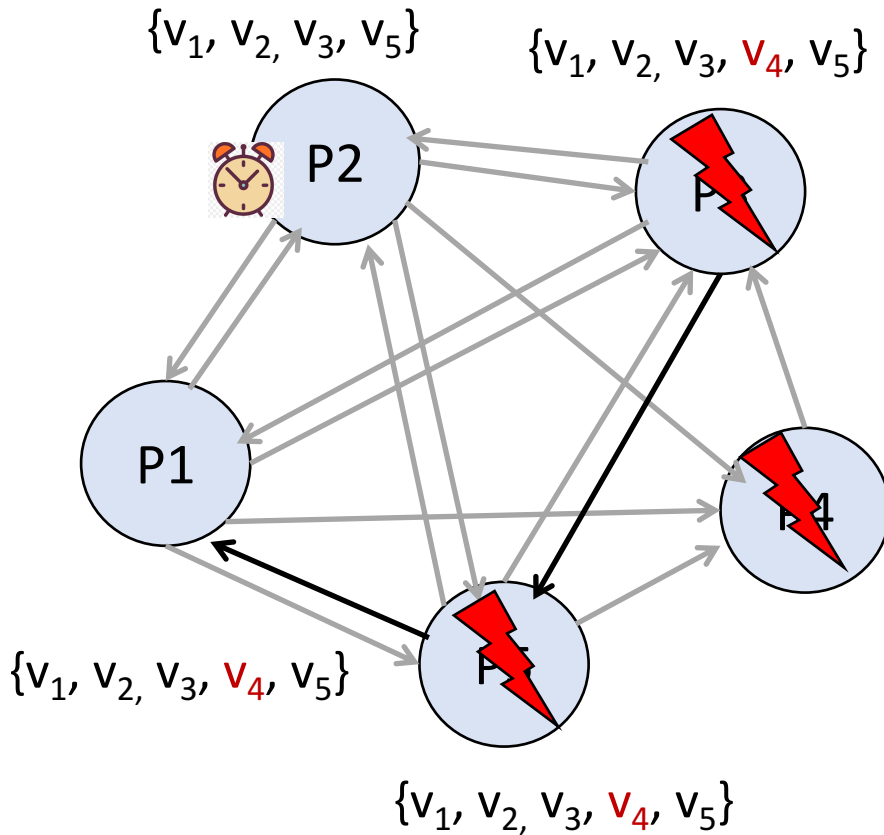 {v₁, v₂, v₃, v₅}
{v₁, v₂, v₃, v₄, v₅}
P2
P1
{v₁, v₂, v₃, v₄, v₅}
{v₁, v₂, v₃, v₄, v₅}